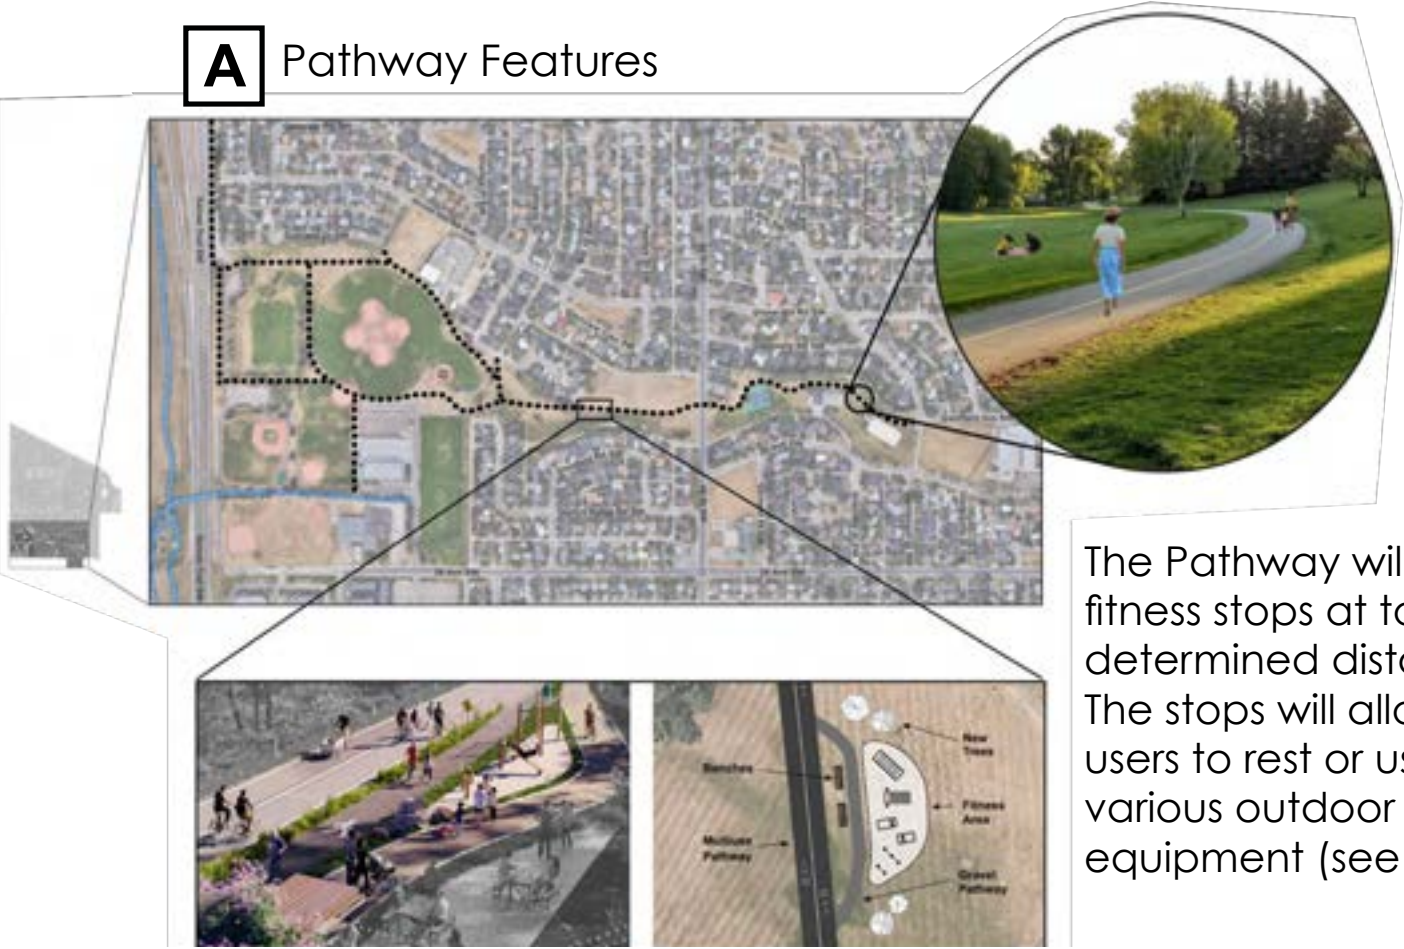 A Pathway Features
The Pathway wil
fitness stops at ta
determined dista
The stops will allo
users to rest or us
various outdoor
equipment (see
New
Trees
Benches
Fitness
Area
Multiuse
Pathway
Gravel
Pathway